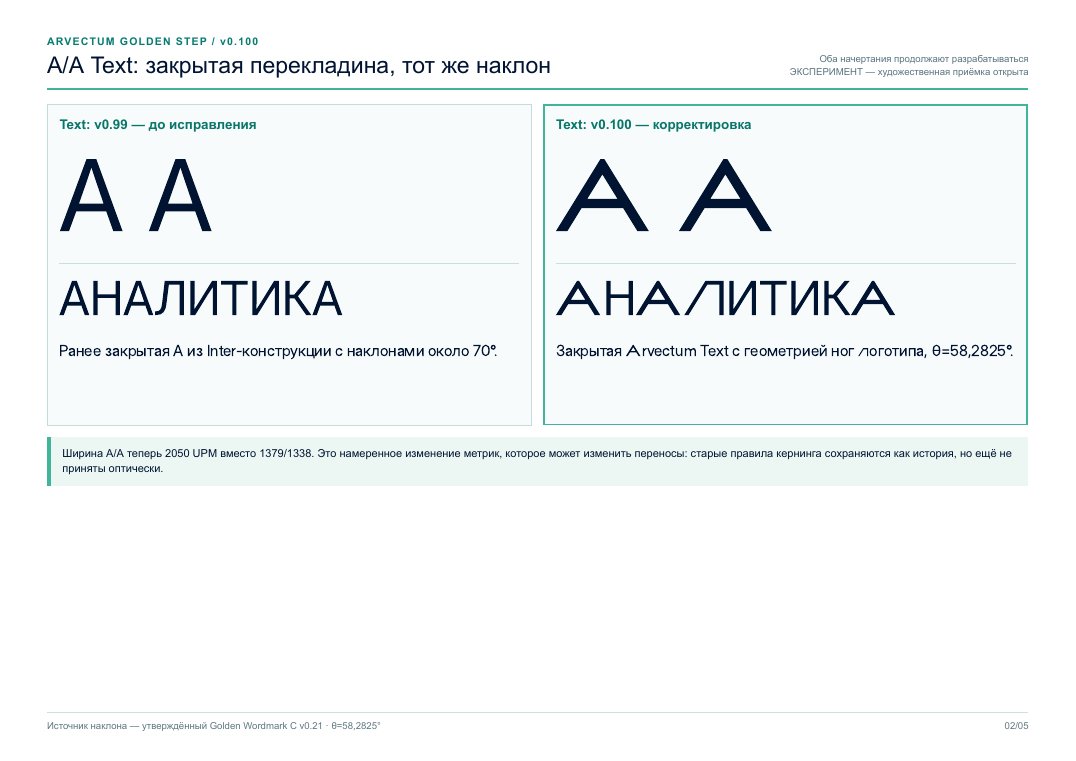 ARVECTUM GOLDEN STEP / v0.100
A/А Text: закрытая перекладина, тот же наклон
Оба начертания продолжают разрабатываться
ЭКСПЕРИМЕНТ — художественная приёмка открыта
Text: v0.99 — до исправления
A А
АНАЛИТИКА
Ранее закрытая А из Inter-конструкции с наклонами около 70°.
Text: v0.100 — корректировка
A А
АНАЛИТИКА
Закрытая Arvectum Text с геометрией ног логотипа, θ=58,2825°.
Ширина A/А теперь 2050 UPM вместо 1379/1338. Это намеренное изменение метрик, которое может изменить переносы: старые правила кернинга сохраняются как история, но ещё не
приняты оптически.
Источник наклона — утверждённый Golden Wordmark C v0.21 · θ=58,2825°
02/05